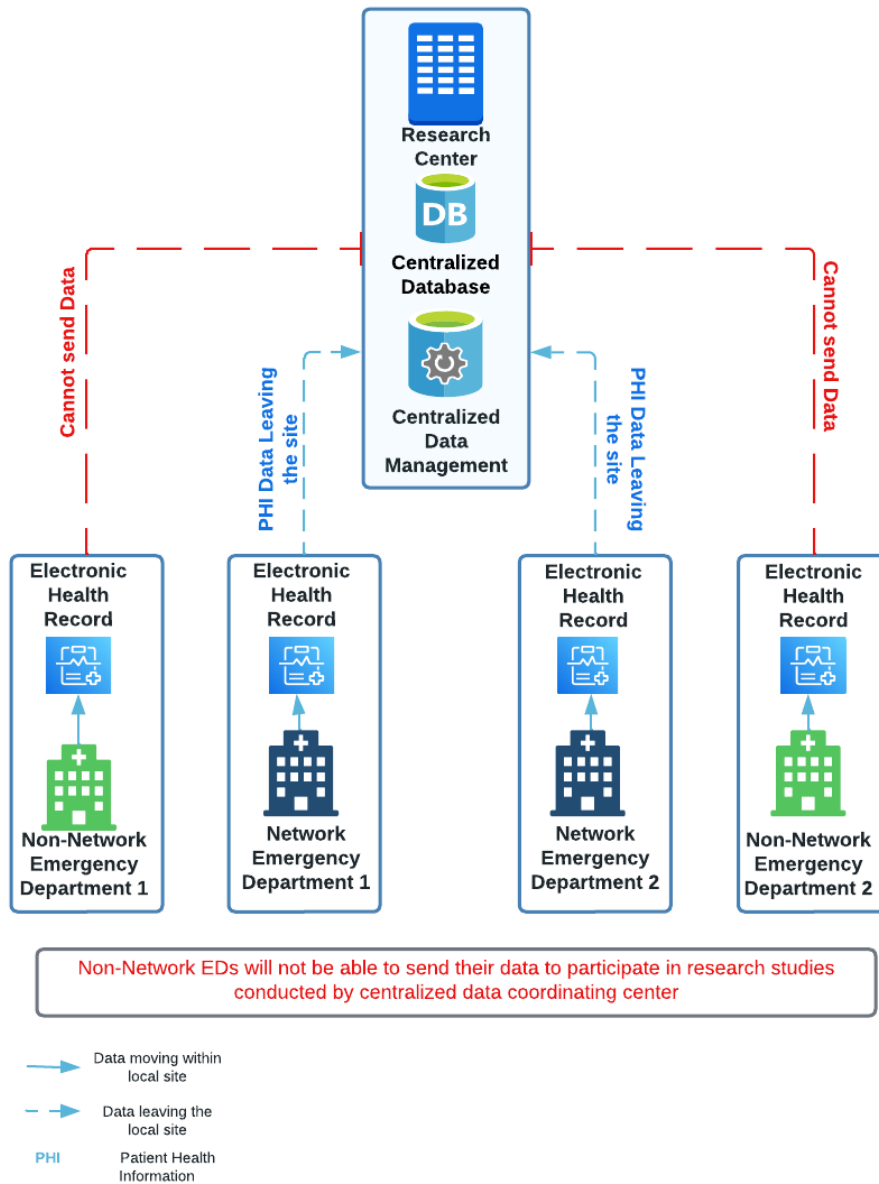 Research
Center
DB
Centralized
Database
Centralized
Data
Management
Cannot send Data
PHI Data Leaving
the site
PHI Data Leaving
the site
Cannot send Data
Electronic
Health
Record
Non-Network
Emergency
Department 1
Electronic
Health
Record
Network
Emergency
Department 1
Electronic
Health
Record
Network
Emergency
Department 2
Electronic
Health
Record
Non-Network
Emergency
Department 2
Non-Network EDs will not be able to send their data to participate in research studies
conducted by centralized data coordinating center
Data moving within
local site
Data leaving the
local site
PHI Patient Health
Information